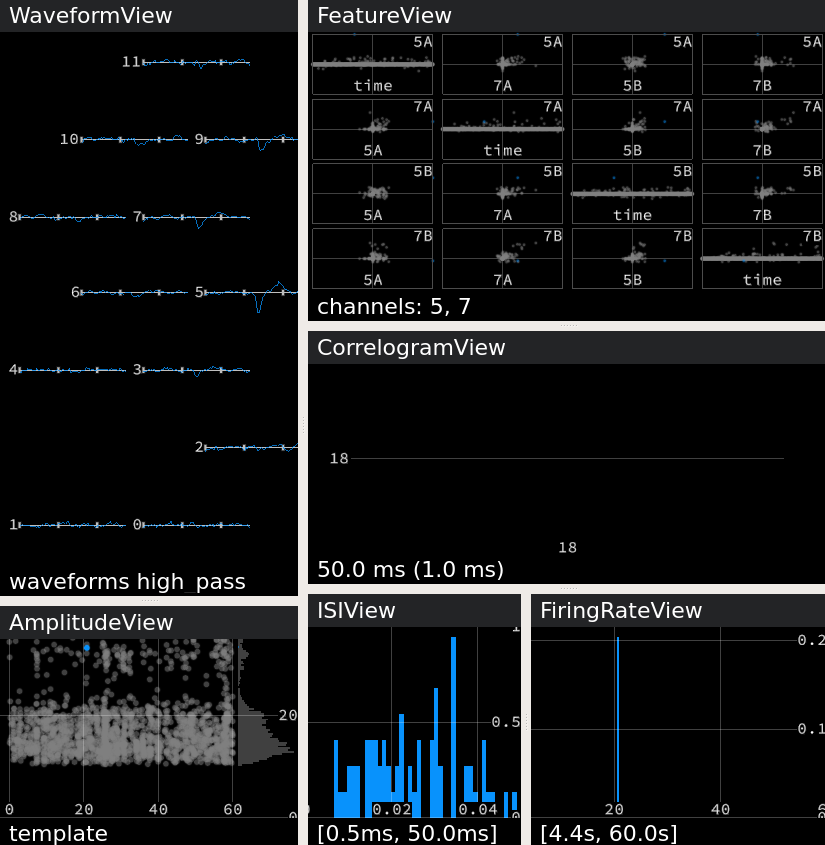 WaveformView
11
10 9
8 7
6 5
4 3
2
1 0
waveforms high_pass
FeatureView
5A 5A 5A 5A
time 7A 5B 7B
7A 7A 7A 7A
5A time 5B 7B
5B 5B 5B 5B
5A 7A time 7B
7B 7B 7B 7B
5A 7A 5B time
channels: 5, 7
CorrelogramView
18
18
50.0 ms (1.0 ms)
AmplitudeView
20
0 20 40 60
0
template
ISIView
1
0.5
0 0.02 0.04
0
[0.5ms, 50.0ms]
FiringRateView
0.2
0.1
20 40 6
0
[4.4s, 60.0s]